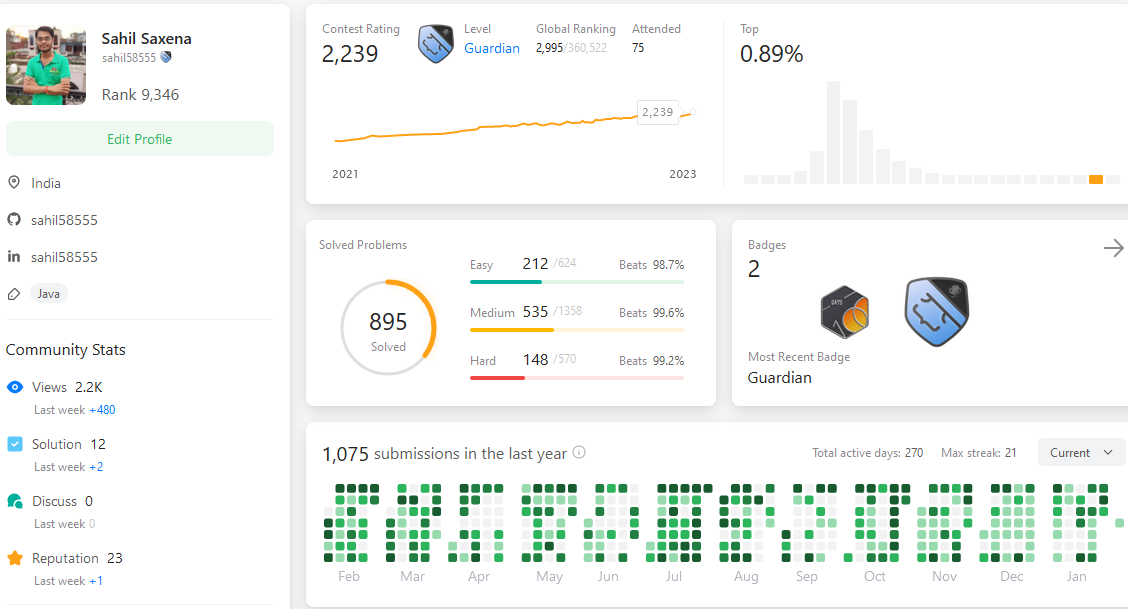 Sahil Saxena
sahil58555
Rank 9,346
Edit Profile
India
sahil58555
sahil58555
Java
Community Stats
Views 2.2K
Last week +480
Solution 12
Last week +2
Discuss 0
Last week 0
Reputation 23
Last week +1
Contest Rating
2,239
Level
Guardian
Global Ranking
2,995/360,522
Attended
75
2,239
2021
2023
Top
0.89%
Solved Problems
895
Solved
Easy 212 /624 Beats 98.7%
Medium 535 /1358 Beats 99.6%
Hard 148 /570 Beats 99.2%
Badges
2
DAYS
Most Recent Badge
Guardian
1,075 submissions in the last year
Total active days: 270 Max streak: 21 Current
Feb Mar Apr May Jun Jul Aug Sep Oct Nov Dec Jan